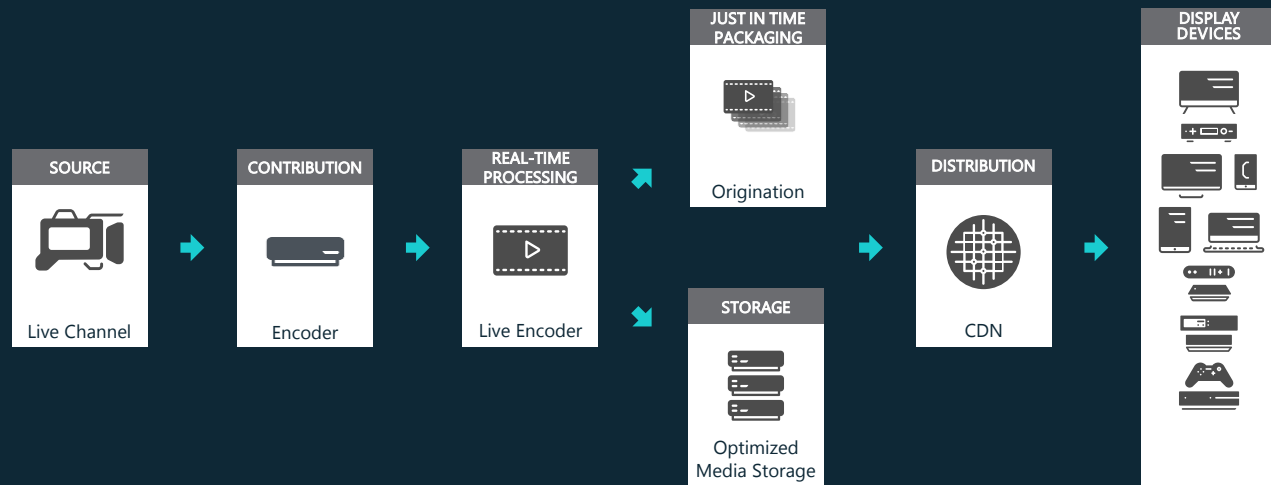 SOURCE
Live Channel
CONTRIBUTION
Encoder
REAL-TIME
PROCESSING
Live Encoder
JUST IN TIME
PACKAGING
Origination
STORAGE
Optimized
Media Storage
DISTRIBUTION
CDN
DISPLAY
DEVICES